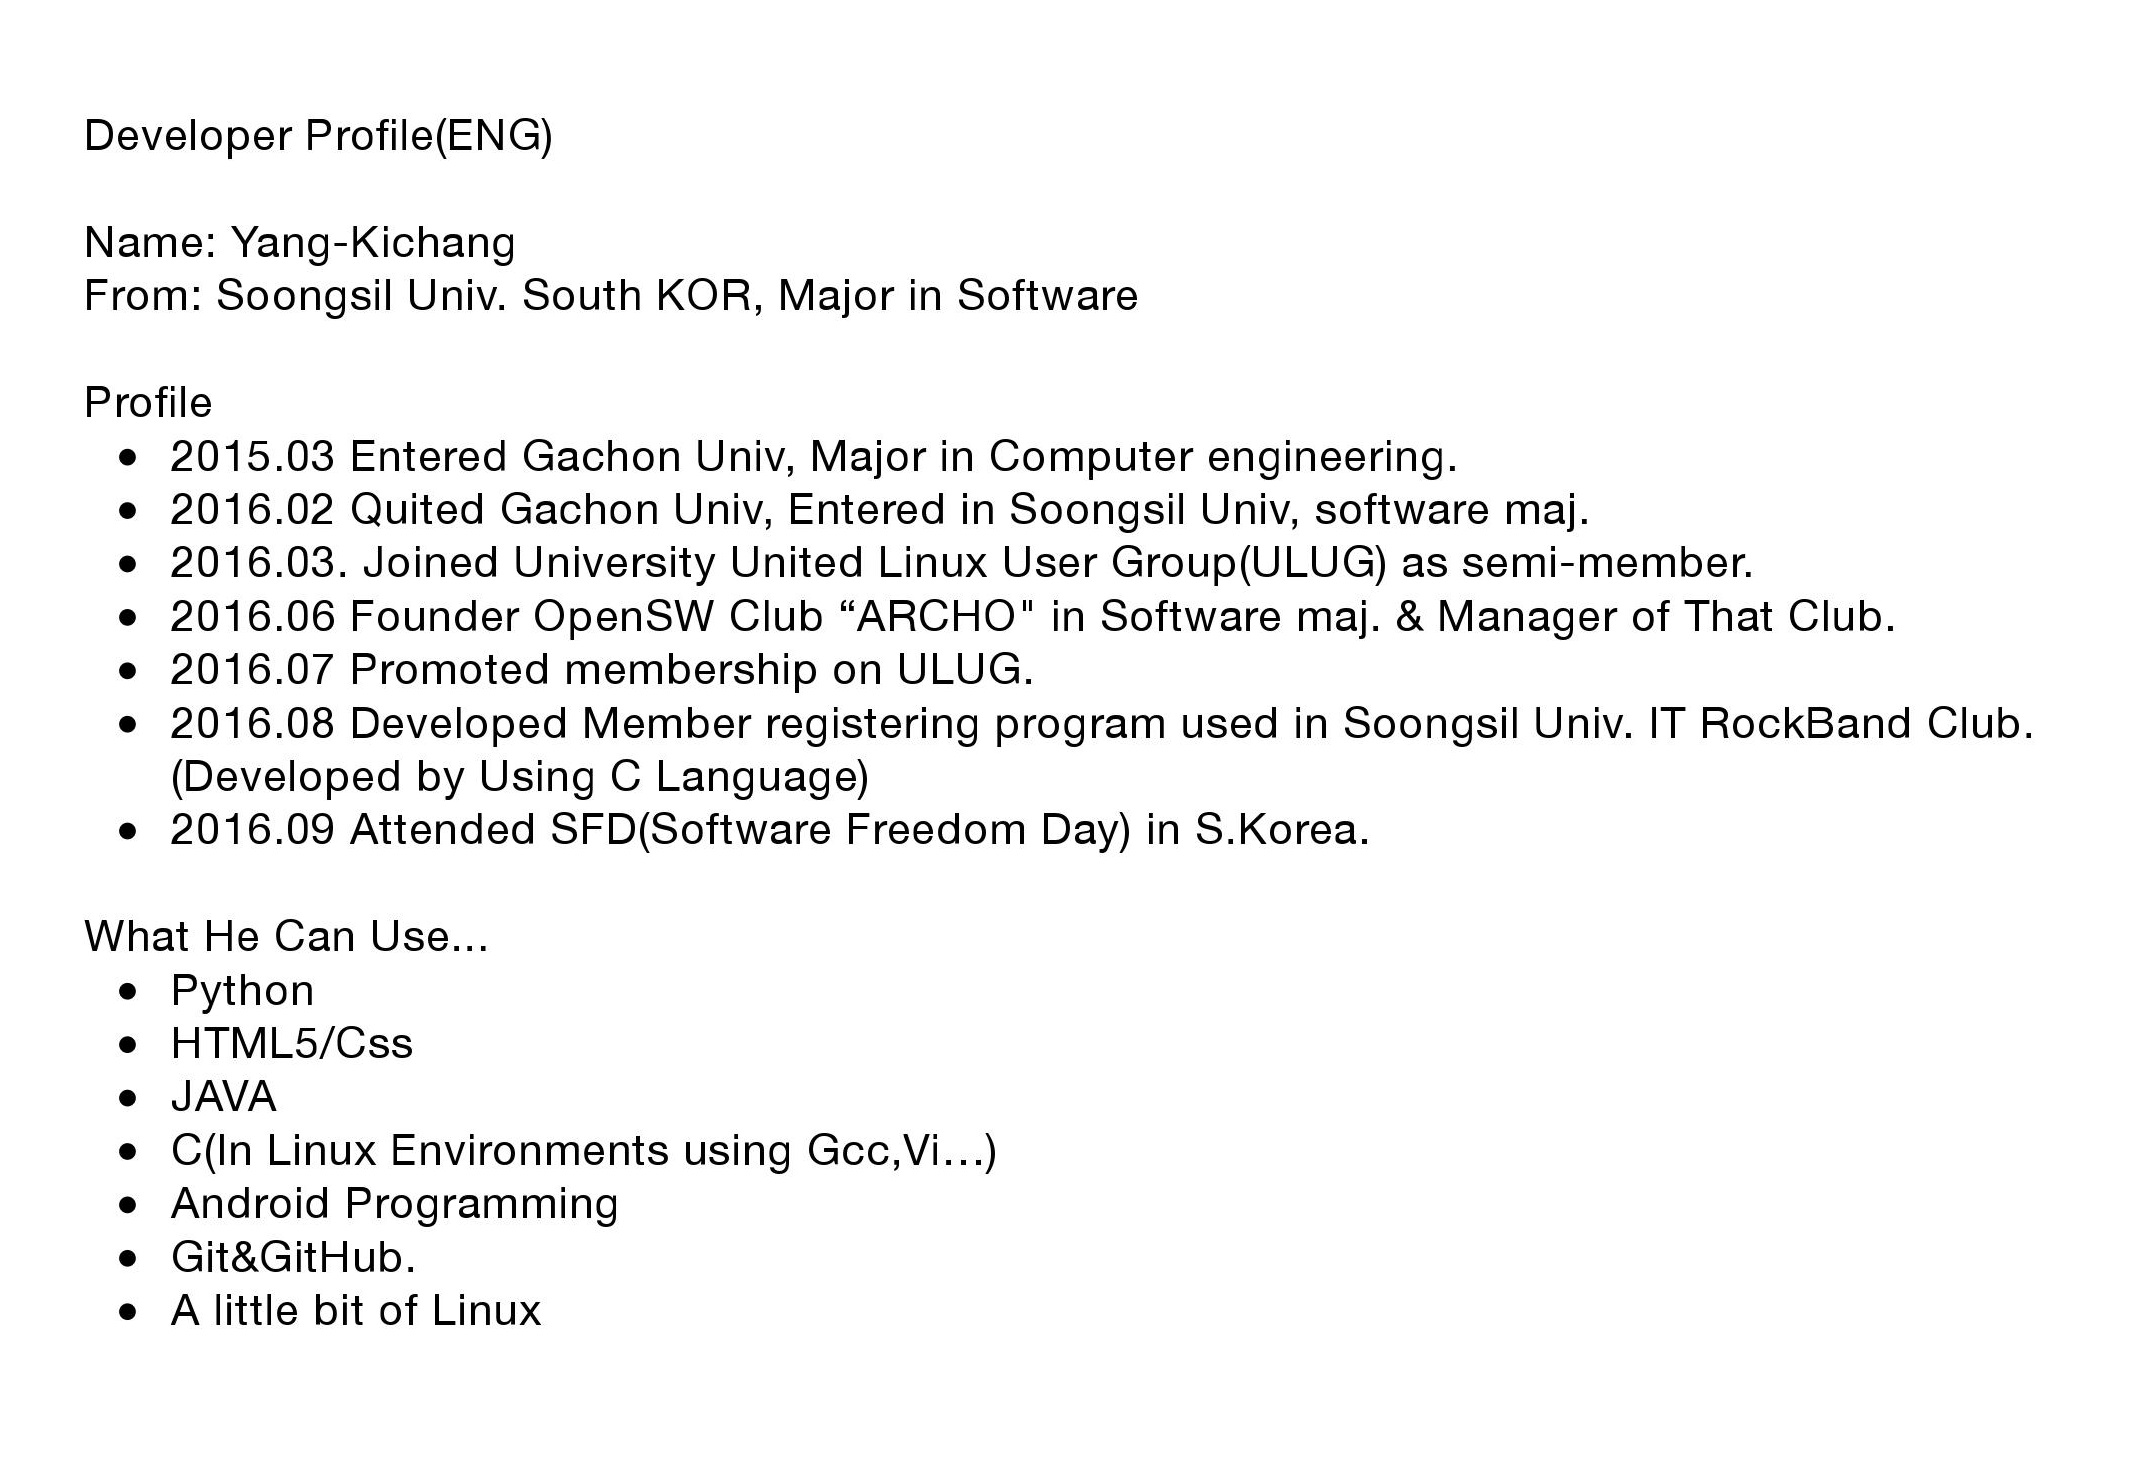 Developer Profile(ENG)
Name: Yang-Kichang
From: Soongsil Univ. South KOR, Major in Software
Profile
• 2015.03 Entered Gachon Univ, Major in Computer engineering.
• 2016.02 Quited Gachon Univ, Entered in Soongsil Univ, software maj.
• 2016.03. Joined University United Linux User Group(ULUG) as semi-member.
• 2016.06 Founder OpenSW Club “ARCHO" in Software maj. & Manager of That Club.
• 2016.07 Promoted membership on ULUG.
• 2016.08 Developed Member registering program used in Soongsil Univ. IT RockBand Club.
(Developed by Using C Language)
• 2016.09 Attended SFD(Software Freedom Day) in S.Korea.
What He Can Use...
• Python
• HTML5/Css
• JAVA
• C(In Linux Environments using Gcc,Vi...)
• Android Programming
• Git&GitHub.
• A little bit of Linux